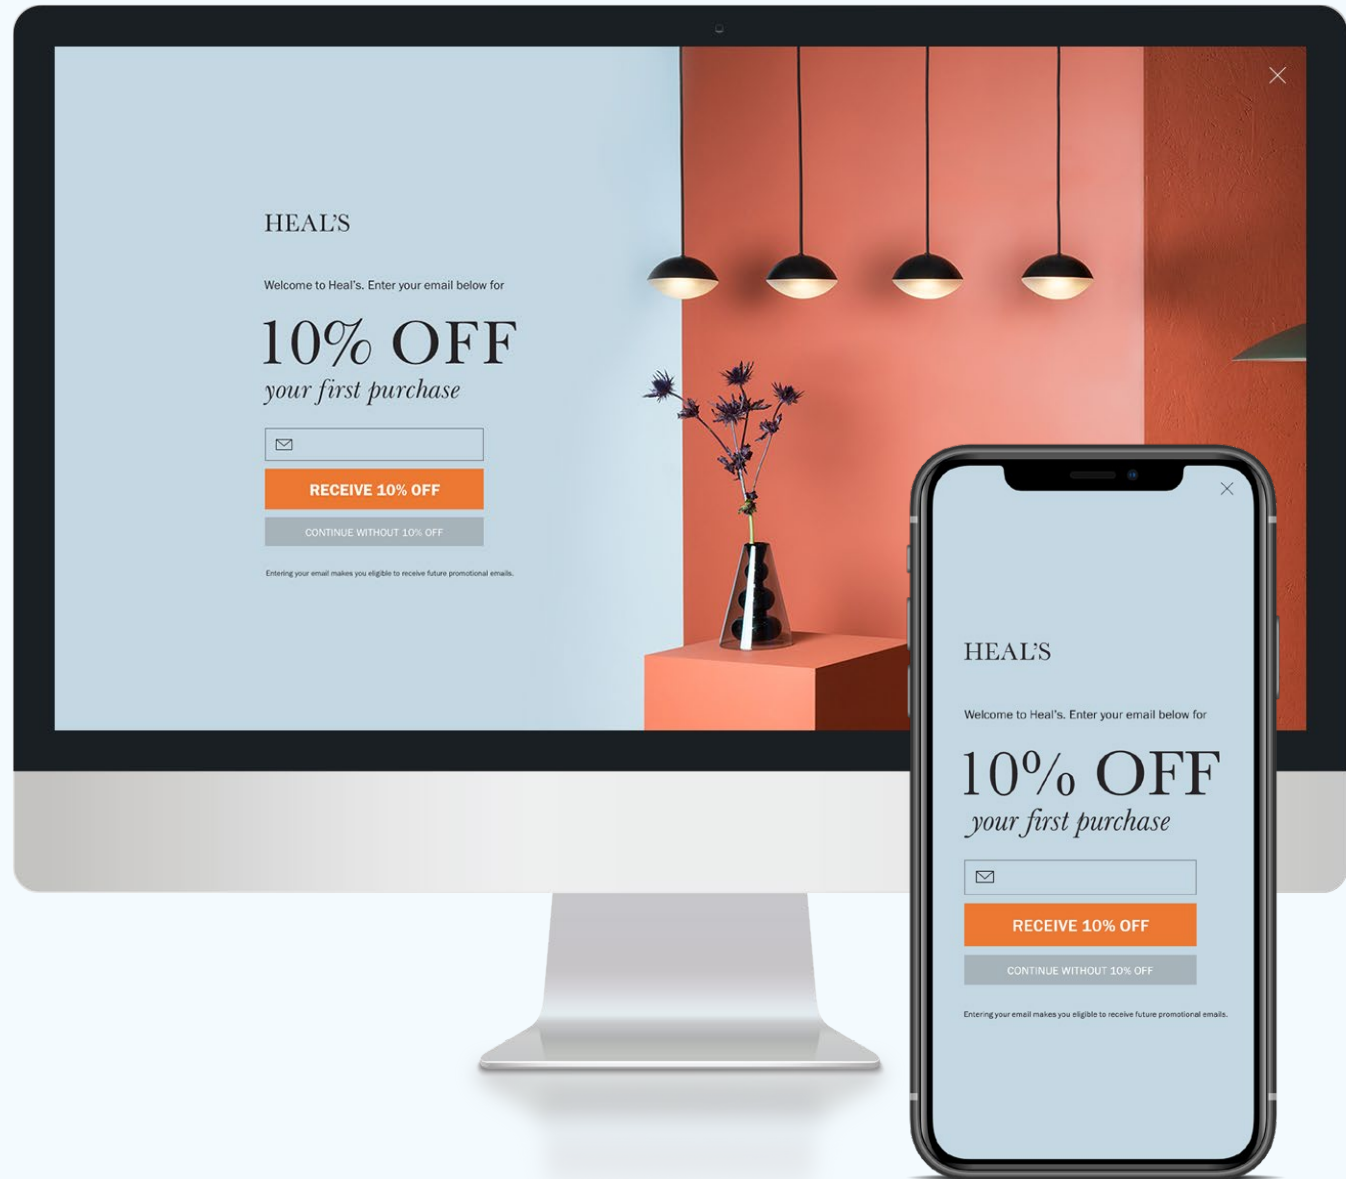 HEAL'S
Welcome to Heal's. Enter your email below for
10% OFF
your first purchase
RECEIVE 10% OFF
CONTINUE WITHOUT 10% OFF
Entering your email makes you eligible to receive future promotional emails.
HEAL'S
Welcome to Heal's. Enter your email below for
10% OFF
your first purchase
RECEIVE 10% OFF
CONTINUE WITHOUT 10% OFF
Entering your email makes you eligible to receive future promotional emails.